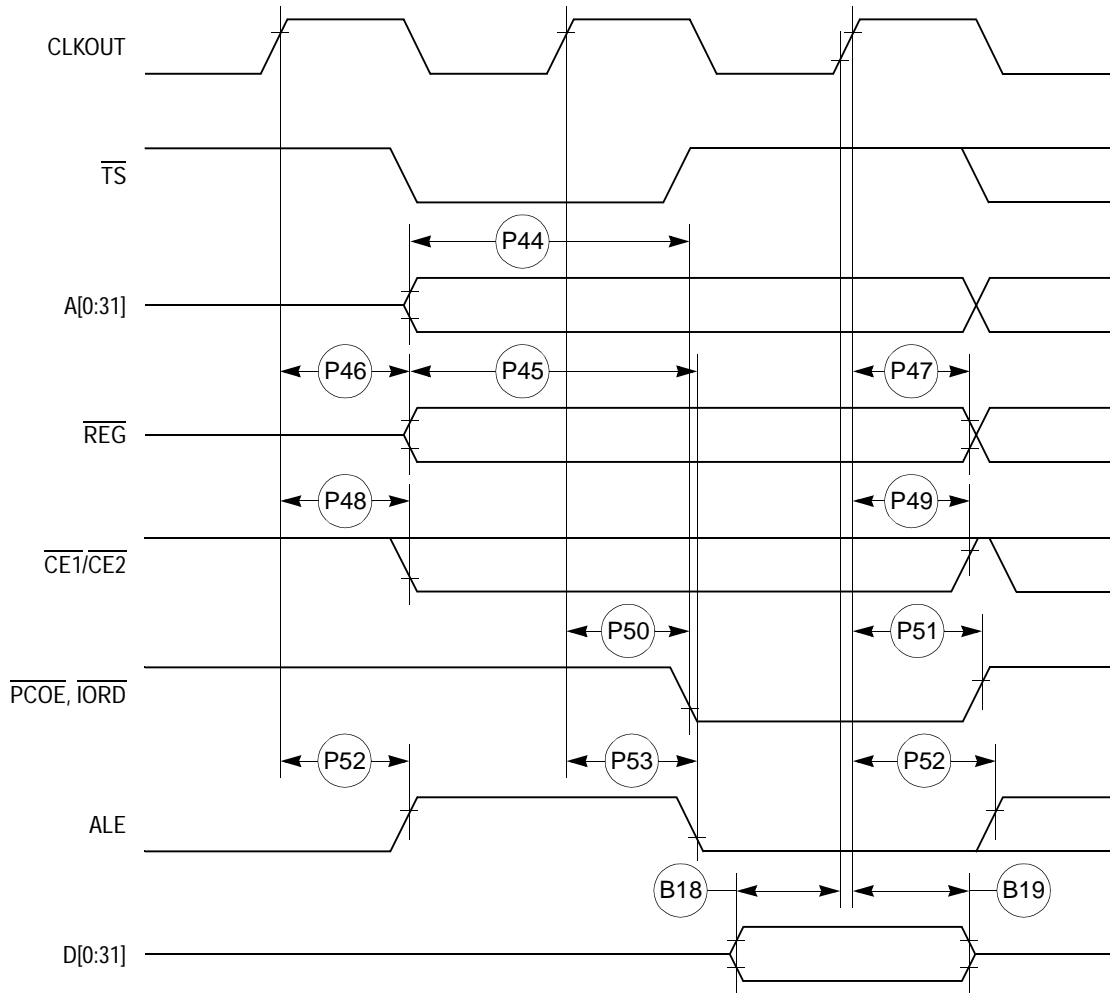 CLKOUT
TS
P44
A[0:31]
P46
P45
P47
REG
P48
P49
CE1/CE2
P50
P51
PCOE, IORD
P52
P53
P52
ALE
B18
B19
D[0:31]